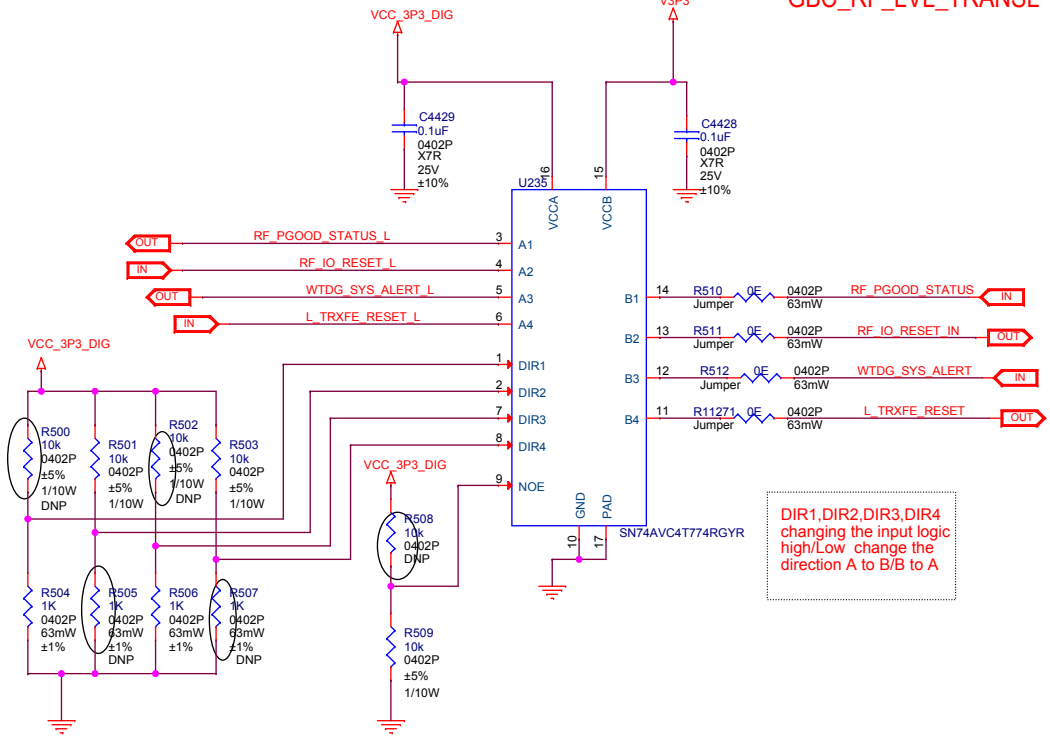 GBC_RF_LVL_TRANSL
VCC_3P3_DIG
V3P3
C4429
0.1uF
0402P
X7R
25V
±10%
C4428
0.1uF
0402P
X7R
25V
±10%
16
15
U235
VCCA
VCCB
OUT
RF_PGOOD_STATUS_L
3
A1
IN
RF_IO_RESET_L
4
A2
OUT
WTDG_SYS_ALERT_L
5
A3
IN
L_TRXFE_RESET_L
6
A4
B1
14
R510
Jumper
0E
0402P
63mW
RF_PGOOD_STATUS
IN
B2
13
R511
Jumper
0E
0402P
63mW
RF_IO_RESET_IN
OUT
B3
12
R512
Jumper
0E
0402P
63mW
WTDG_SYS_ALERT
IN
B4
11
R11271
Jumper
0E
0402P
63mW
L_TRXFE_RESET
OUT
1
DIR1
2
DIR2
7
DIR3
8
DIR4
9
NOE
GND
PAD
10
17
SN74AVC4T774RGYR
VCC_3P3_DIG
R500
10k
0402P
±5%
1/10W
DNP
R501
10k
0402P
±5%
1/10W
R502
10k
0402P
±5%
1/10W
DNP
R503
10k
0402P
±5%
1/10W
R504
1K
0402P
63mW
±1%
R505
1K
0402P
63mW
±1%
DNP
R506
1K
0402P
63mW
±1%
R507
1K
0402P
63mW
±1%
DNP
VCC_3P3_DIG
R508
10k
0402P
DNP
R509
10k
0402P
±5%
1/10W
DIR1,DIR2,DIR3,DIR4
changing the input logic
high/Low change the
direction A to B/B to A